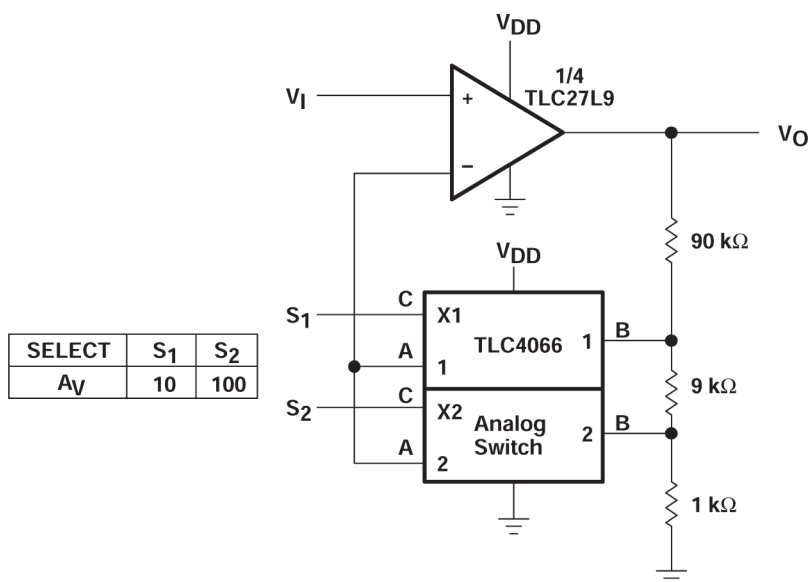 VDD
1/4
TLC27L9
VI
+
−
VO
90 kΩ
VDD
S1
C
X1
TLC4066
1
B
A
1
9 kΩ
S2
C
X2
Analog
Switch
2
B
A
2
1 kΩ
SELECT S1 S2
AV 10 100